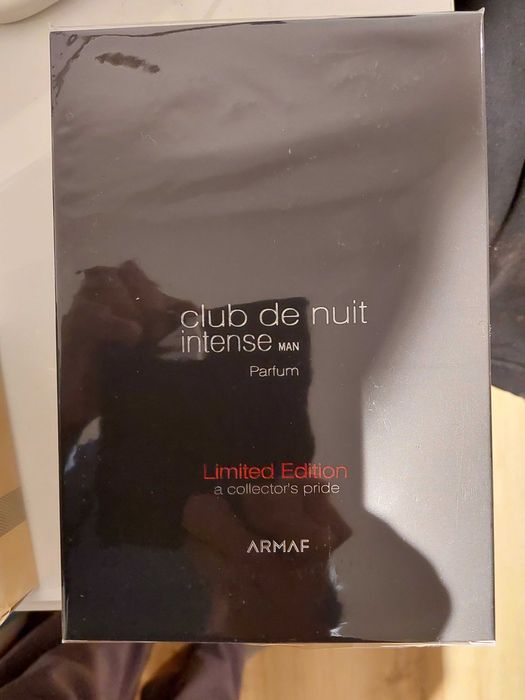 club de nuit
intense MAN
Parfum
Limited Edition
a collector's pride
ARMAF